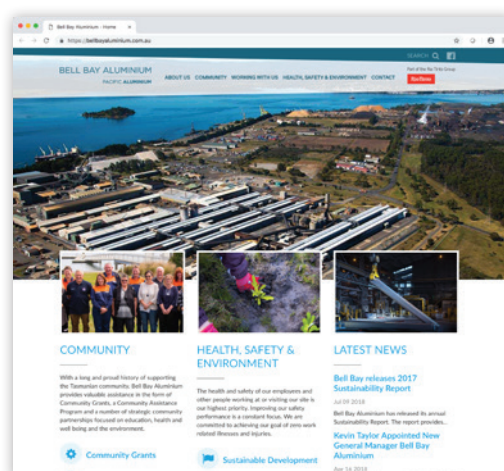 Bell Bay Aluminium - Home
https://bellbayaluminium.com.au
SEARCH
BELL BAY ALUMINIUM
PACIFIC ALUMINIUM
ABOUT US COMMUNITY WORKING WITH US HEALTH, SAFETY & ENVIRONMENT CONTACT
Part of the Rio Tinto Group
RioTinto
COMMUNITY
With a long and proud history of supporting
the Tasmanian community, Bell Bay Aluminium
provides valuable assistance in the form of
Community Grants, a Community Assistance
Program and a number of strategic community
partnerships focused on education, health and
well being and the environment.
Community Grants
HEALTH, SAFETY &
ENVIRONMENT
The health and safety of our employees and
other people working at or visiting our site is
our highest priority. Improving our safety
performance is a constant focus. We are
committed to achieving our goal of zero work
related illnesses and injuries.
Sustainable Development
LATEST NEWS
Bell Bay releases 2017
Sustainability Report
Jul 09 2018
Bell Bay Aluminium has released its annual
Sustainability Report. The report provides...
Kevin Taylor Appointed New
General Manager Bell Bay
Aluminium
Apr 16 2018